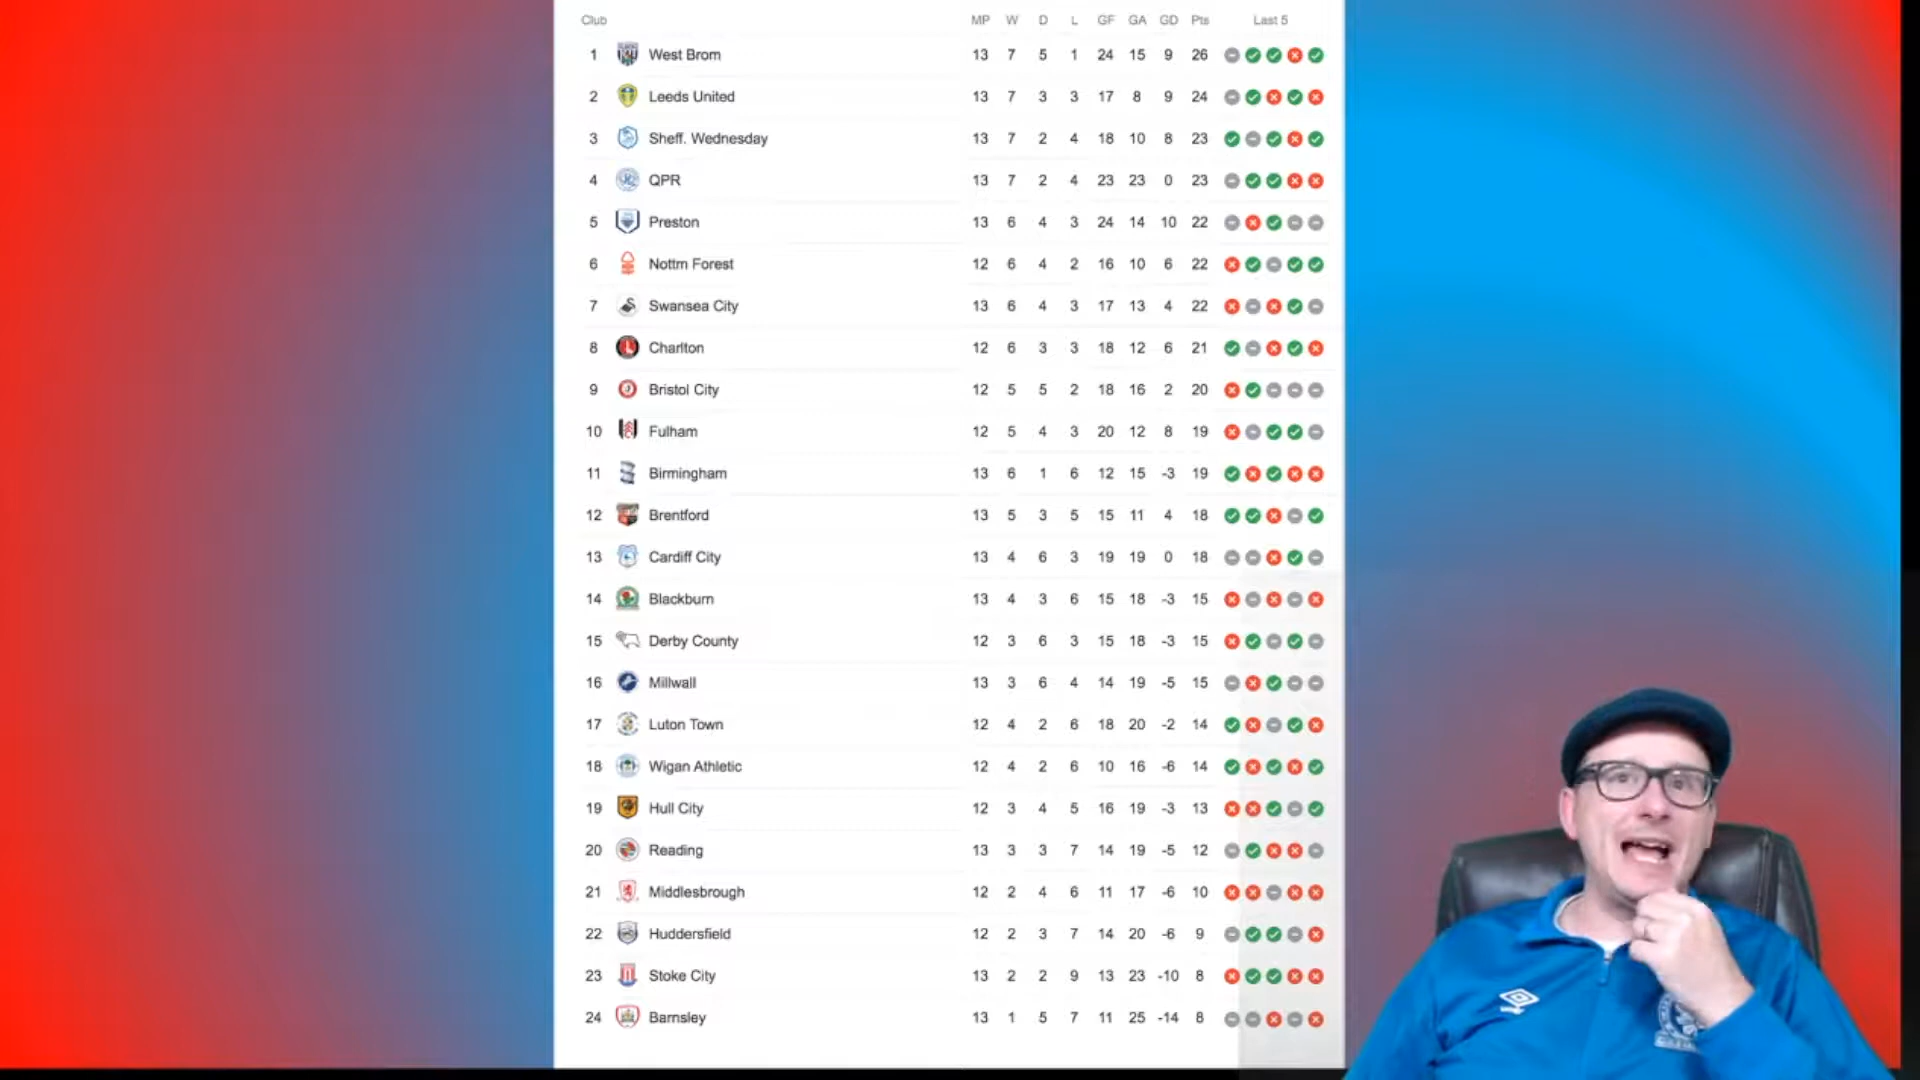 Club MP W D L GF GA GD Pts Last 5
1 West Brom 13 7 5 1 24 15 9 26
2 Leeds United 13 7 3 3 17 8 9 24
3 Sheff. Wednesday 13 7 2 4 18 10 8 23
4 QPR 13 7 2 4 23 23 0 23
5 Preston 13 6 4 3 24 14 10 22
6 Nottm Forest 12 6 4 2 16 10 6 22
7 Swansea City 13 6 4 3 17 13 4 22
8 Charlton 12 6 3 3 18 12 6 21
9 Bristol City 12 5 5 2 18 16 2 20
10 Fulham 12 5 4 3 20 12 8 19
11 Birmingham 13 6 1 6 12 15 -3 19
12 Brentford 13 5 3 5 15 11 4 18
13 Cardiff City 13 4 6 3 19 19 0 18
14 Blackburn 13 4 3 6 15 18 -3 15
15 Derby County 12 3 6 3 15 18 -3 15
16 Millwall 13 3 6 4 14 19 -5 15
17 Luton Town 12 4 2 6 18 20 -2 14
18 Wigan Athletic 12 4 2 6 10 16 -6 14
19 Hull City 12 3 4 5 16 19 -3 13
20 Reading 13 3 3 7 14 19 -5 12
21 Middlesbrough 12 2 4 6 11 17 -6 10
22 Huddersfield 12 2 3 7 14 20 -6 9
23 Stoke City 13 2 2 9 13 23 -10 8
24 Barnsley 13 1 5 7 11 25 -14 8